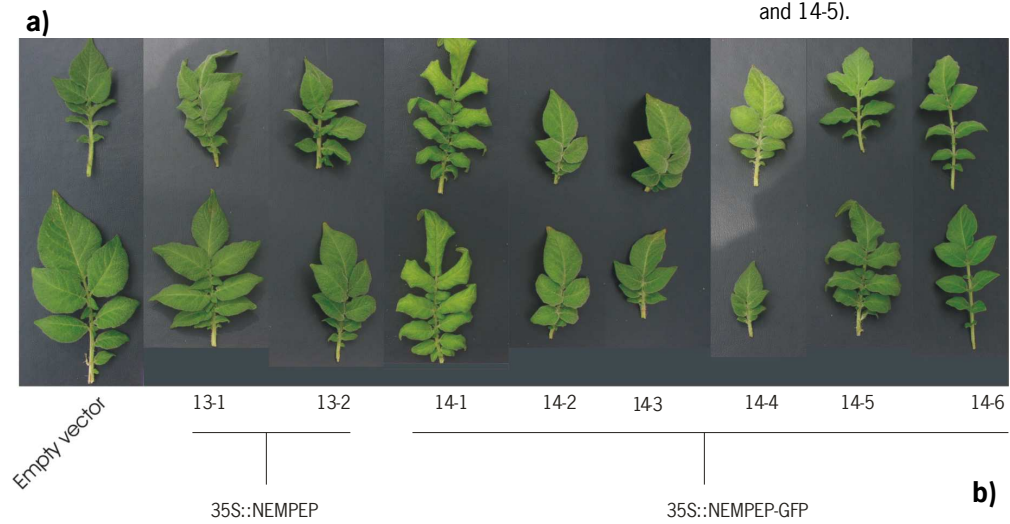 and 14-5).
a)
Empty vector
13-1 13-2 14-1 14-2 14-3 14-4 14-5 14-6
35S::NEMPEP 35S::NEMPEP-GFP
b)